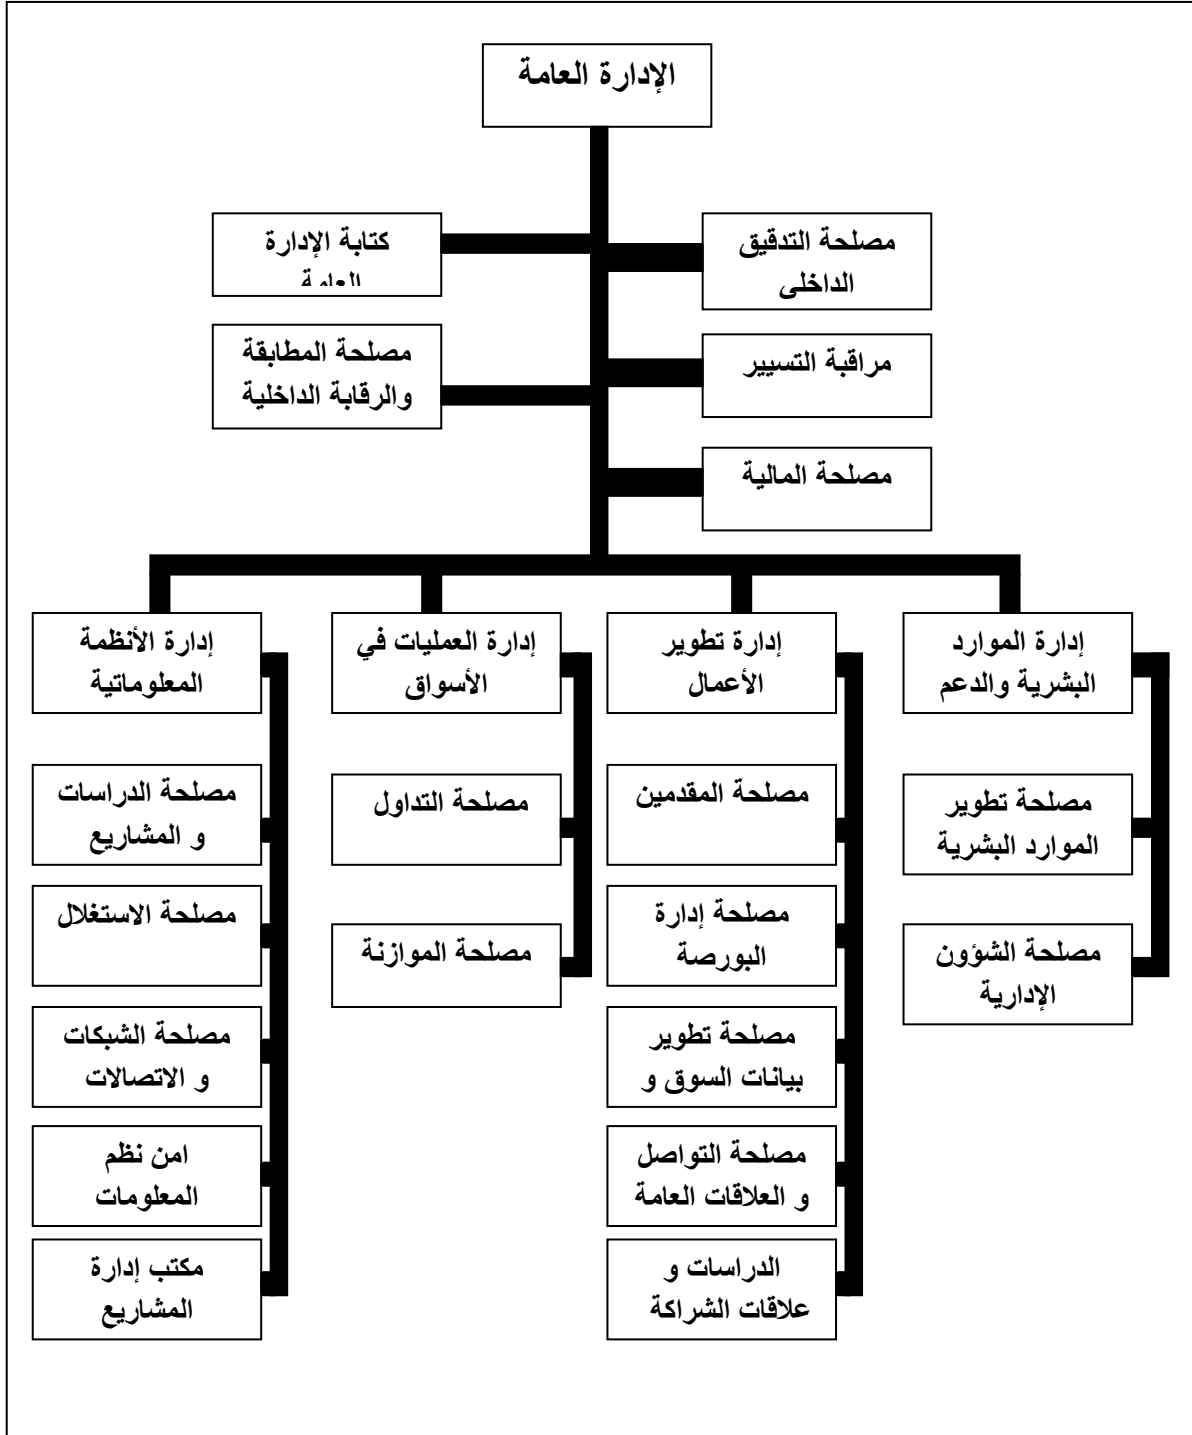 الإدارة العامة
مصلحة التدقيق
الداخلي
كتابة الإدارة
العامة
مراقبة التسيير
مصلحة المطابقة
والرقابة الداخلية
مصلحة المالية
إدارة الموارد
البشرية والدعم
إدارة تطوير
الأعمال
إدارة العمليات في
الأسواق
إدارة الأنظمة
المعلوماتية
مصلحة تطوير
الموارد البشرية
مصلحة الشؤون
الإدارية
مصلحة المقدمين
مصلحة إدارة
البورصة
مصلحة تطوير
بيانات السوق و
مصلحة التواصل
و العلاقات العامة
الدراسات و
علاقات الشراكة
مصلحة التداول
مصلحة الموازنة
مصلحة الدراسات
و المشاريع
مصلحة الاستغلال
مصلحة الشبكات
و الاتصالات
امن نظم
المعلومات
مكتب إدارة
المشاريع